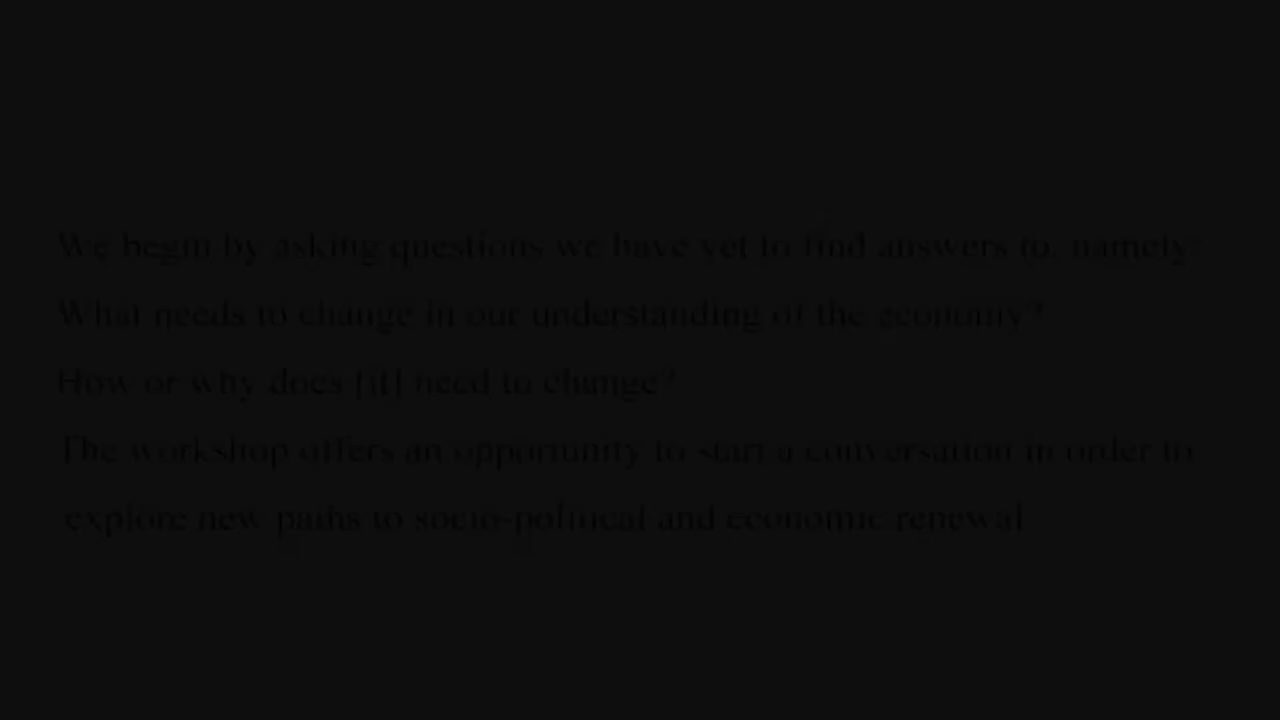 We begin by asking questions we have yet to find answers to, namely:
What needs to change in our understanding of the economy?
How or why does [it] need to change?
The workshop offers an opportunity to start a conversation in order to
explore new paths to socio-political and economic renewal